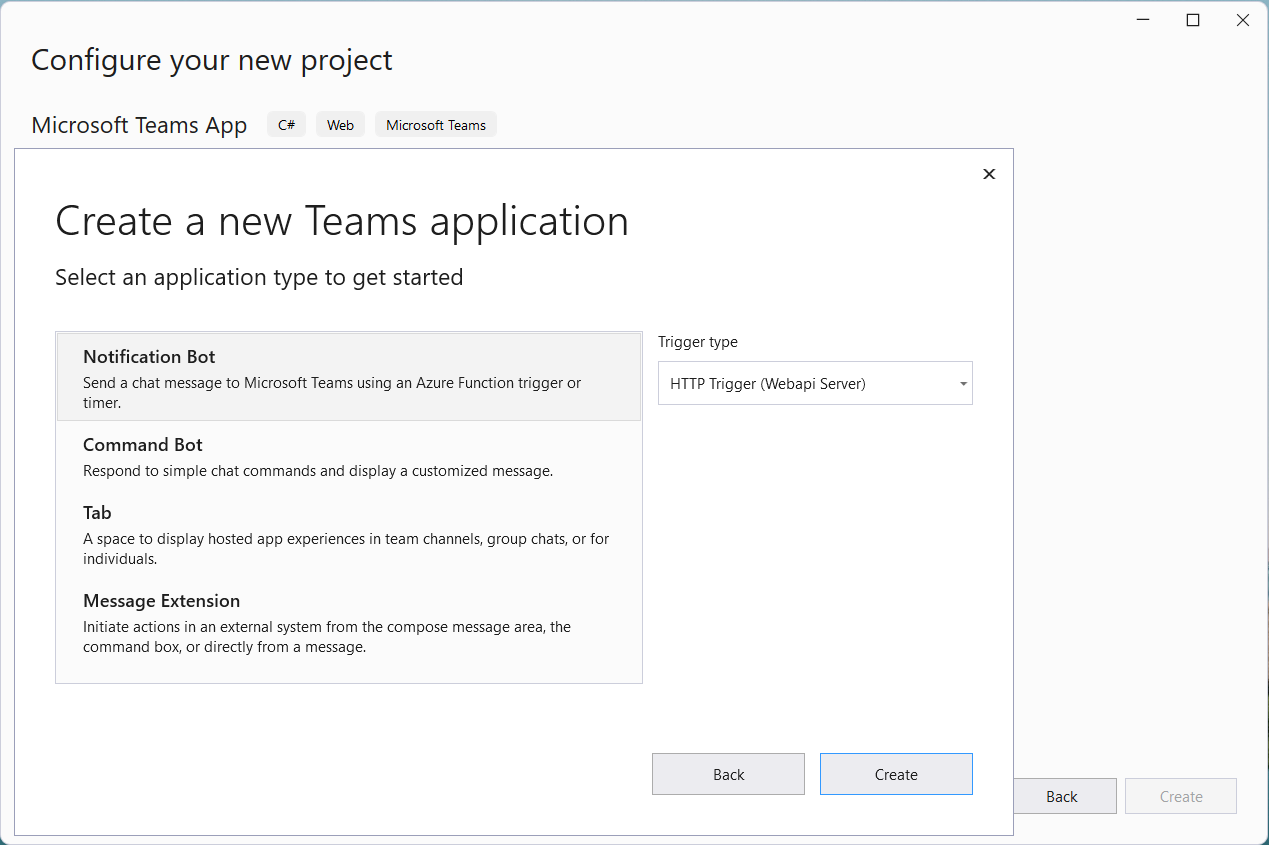 Configure your new project
Microsoft Teams App C# Web Microsoft Teams
Create a new Teams application
Select an application type to get started
Notification Bot
Send a chat message to Microsoft Teams using an Azure Function trigger or
timer.
Command Bot
Respond to simple chat commands and display a customized message.
Tab
A space to display hosted app experiences in team channels, group chats, or for
individuals.
Message Extension
Initiate actions in an external system from the compose message area, the
command box, or directly from a message.
Trigger type
HTTP Trigger (Webapi Server)
Back Create
Back Create